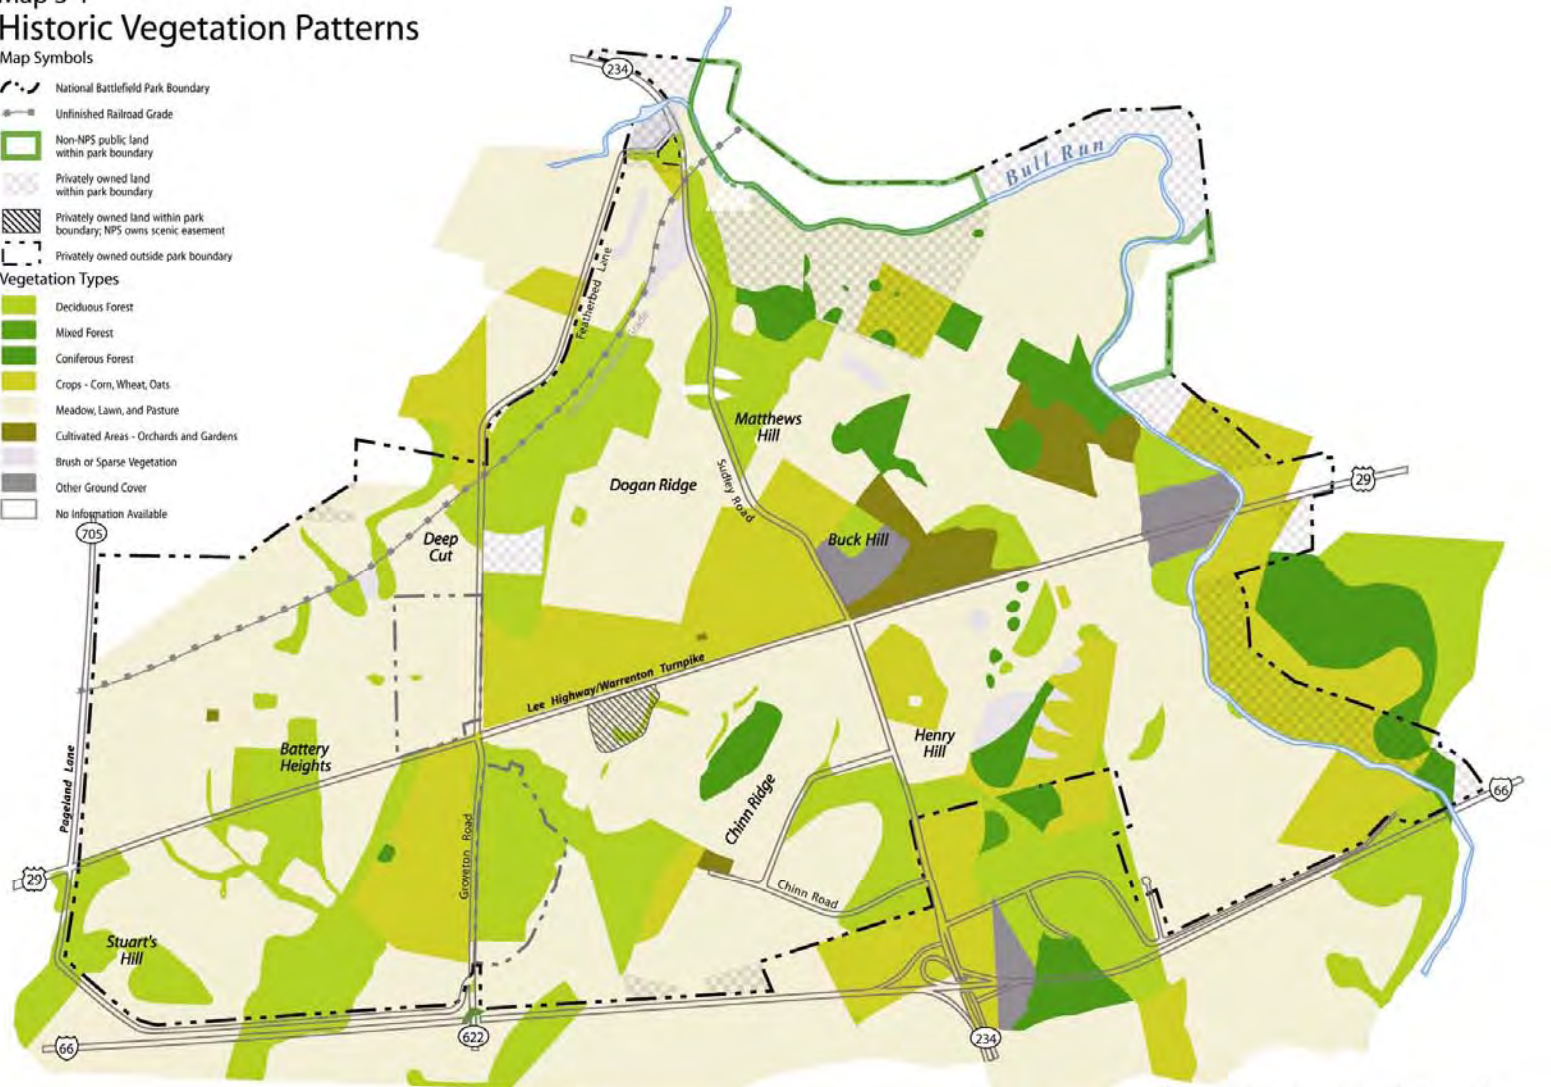 Historic Vegetation Patterns
Map Symbols
National Battlefield Park Boundary
Unfinished Railroad Grade
Non-NPS public land
within park boundary
Privately owned land
within park boundary
Privately owned land within park
boundary; NPS owns scenic easement
Privately owned outside park boundary
Vegetation Types
Deciduous Forest
Mixed Forest
Coniferous Forest
Crops - Corn, Wheat, Oats
Meadow, Lawn, and Pasture
Cultivated Areas - Orchards and Gardens
Brush or Sparse Vegetation
Other Ground Cover
No Information Available
234
Bull Run
Featherbed Lane
Grade
Matthews
Hill
Dogan Ridge
Sudley Road
29
705
Deep
Cut
Buck Hill
Lee Highway/Warrenton Turnpike
Battery
Heights
Henry
Hill
Pageland Lane
Chinn Ridge
66
Groveton Road
29
Chinn Road
Stuart's
Hill
66
622
234